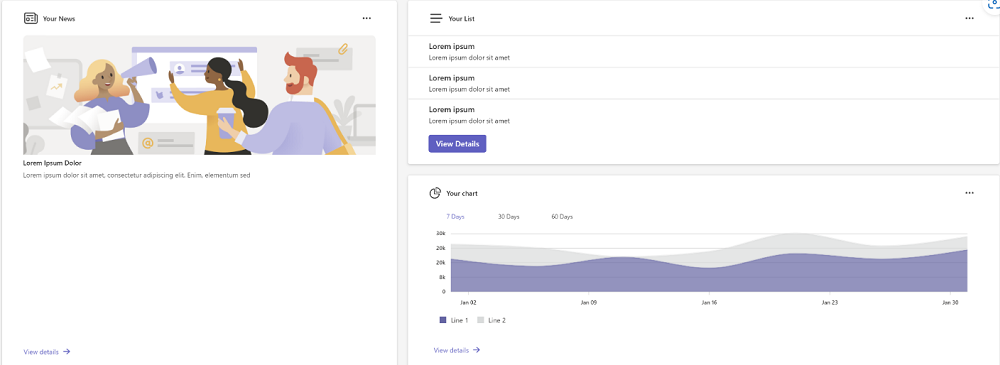 Your News
Lorem Ipsum Dolor
Lorem ipsum dolor sit amet, consectetur adipiscing elit. Enim, elementum sed
View details
Your List
Lorem ipsum
Lorem ipsum dolor sit amet
Lorem ipsum
Lorem ipsum dolor sit amet
Lorem ipsum
Lorem ipsum dolor sit amet
View Details
Your chart
7 Days 30 Days 60 Days
30k
20k
20k
8k
0
Jan 02 Jan 09 Jan 16 Jan 23 Jan 30
Line 1 Line 2
View details